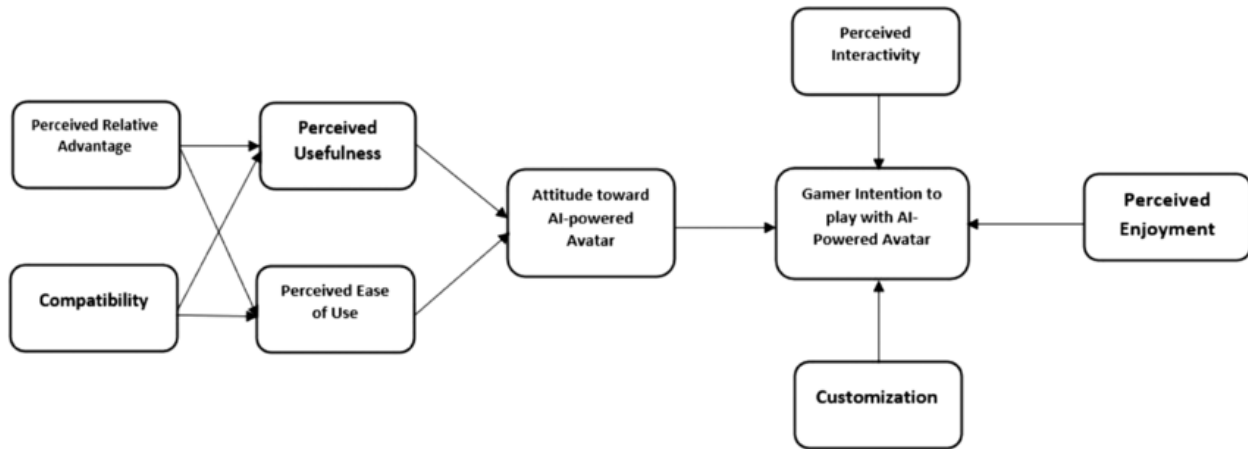 Perceived
Interactivity
Perceived Relative
Advantage
Perceived
Usefulness
Attitude toward
AI-powered
Avatar
Gamer Intention to
play with AI-
Powered Avatar
Perceived
Enjoyment
Compatibility
Perceived Ease
of Use
Customization